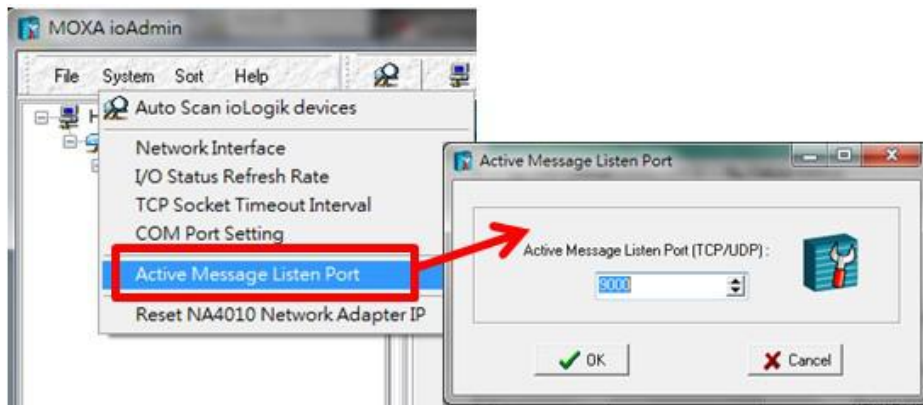 MOXA ioAdmin
File System Sort Help
Auto Scan ioLogik devices
Network Interface
I/O Status Refresh Rate
TCP Socket Timeout Interval
COM Port Setting
Active Message Listen Port
Reset NA4010 Network Adapter IP
Active Message Listen Port
Active Message Listen Port (TCP/UDP) :
9000
OK Cancel